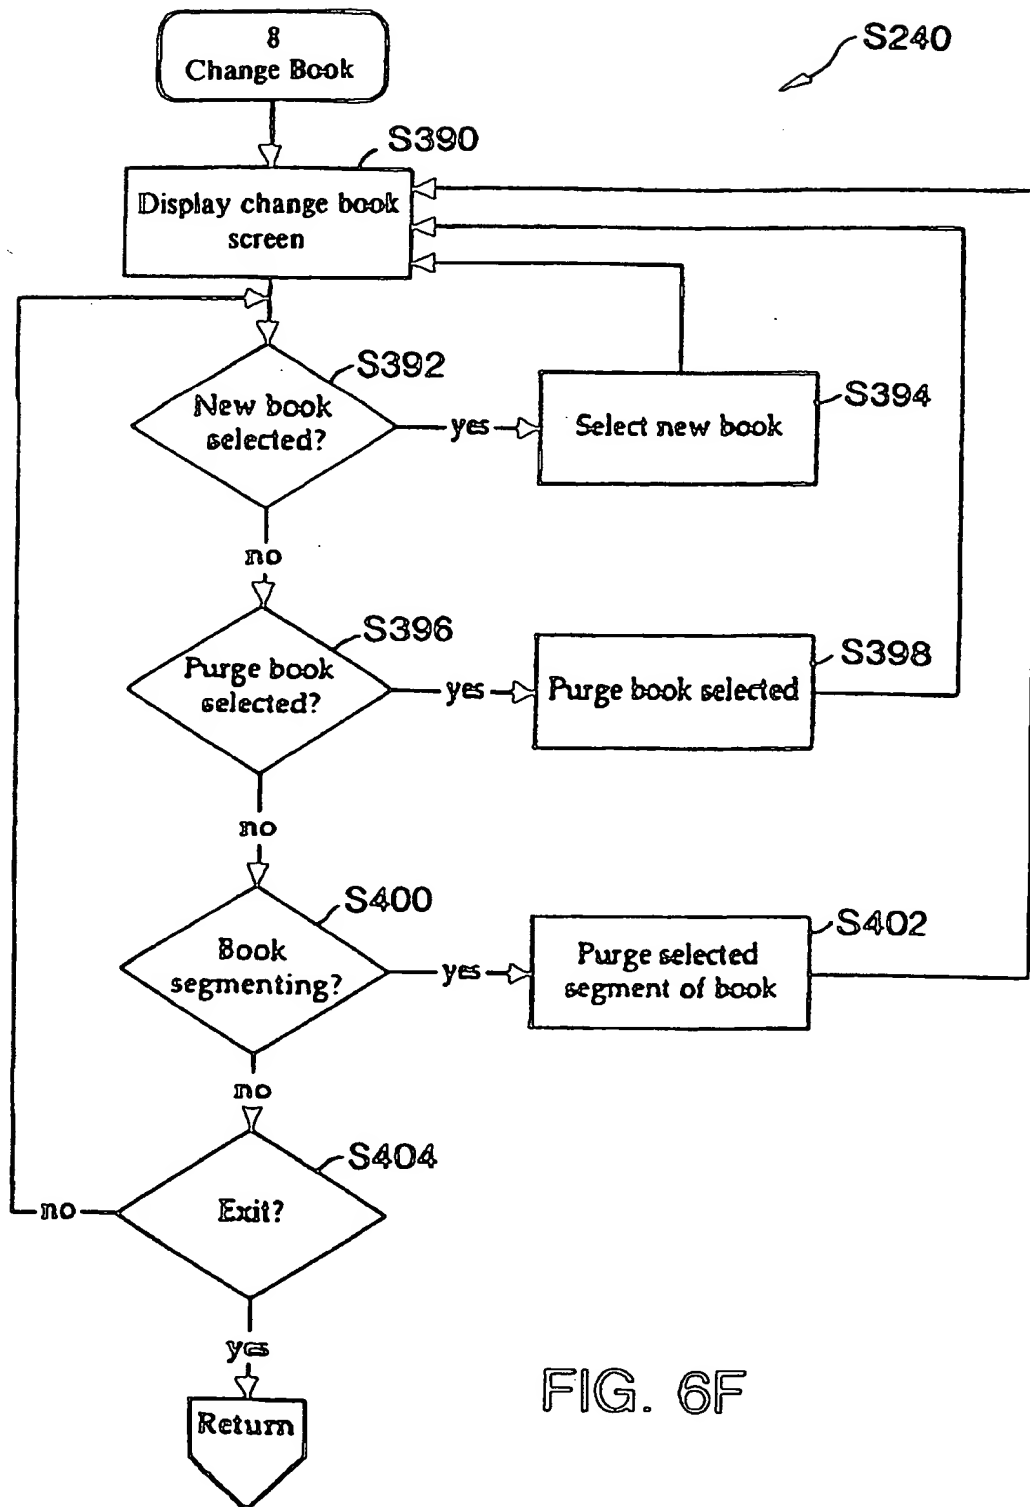 8
Change Book
S240
S390
Display change book
screen
S392
New book
selected?
yes
S394
Select new book
no
S396
Purge book
selected?
yes
S398
Purge book selected
no
S400
Book
segmenting?
yes
S402
Purge selected
segment of book
no
S404
Exit?
no
yes
Return
FIG. 6F